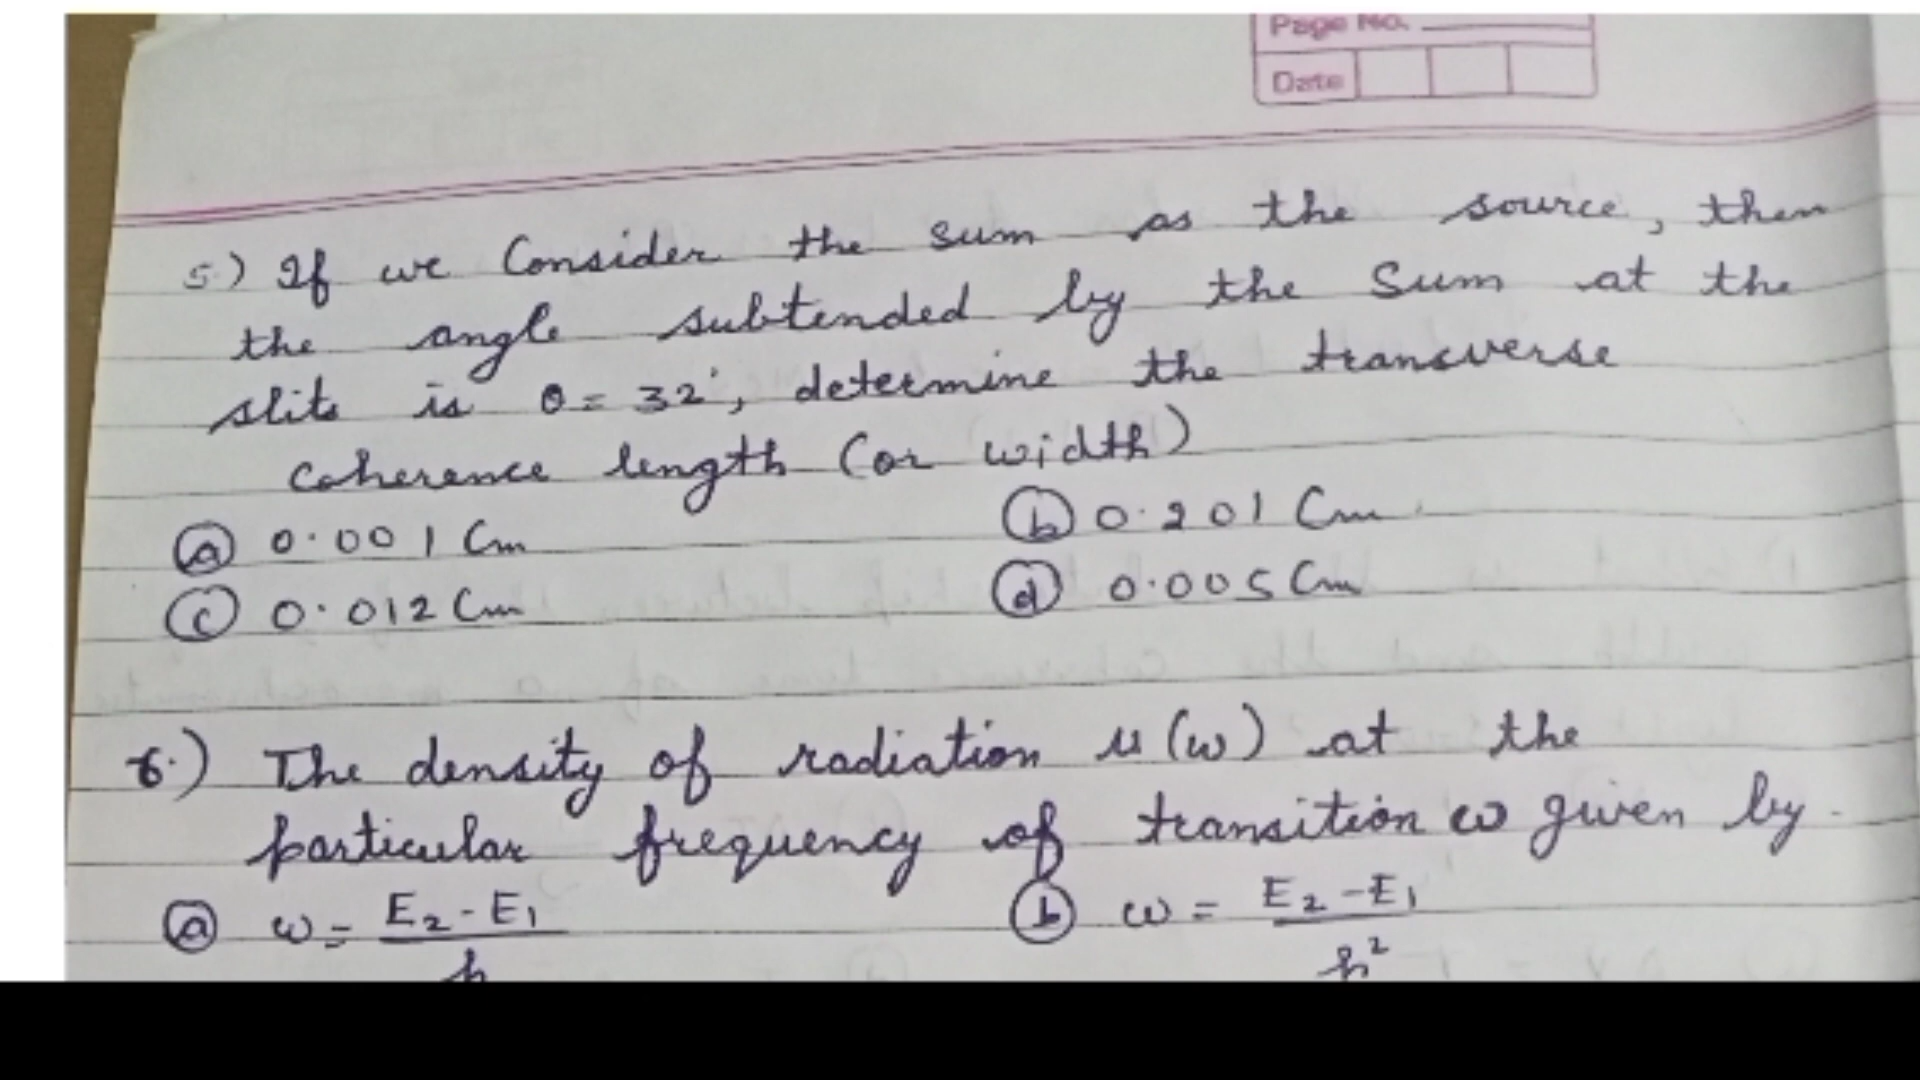 Page No.
Date
5.) If we Consider the Sum as the source, then
the angle subtended by the Sum at the
slits is θ = 32', determine the transverse
Coherence length (or width)
(a) 0.001 Cm (b) 0.201 Cm
(c) 0.012 Cm (d) 0.005 Cm
6.) The density of radiation u(ω) at the
particular frequency of transition ω given by
(a) ω = E₂-E₁/ħ (b) ω = E₂-E₁/ħ²